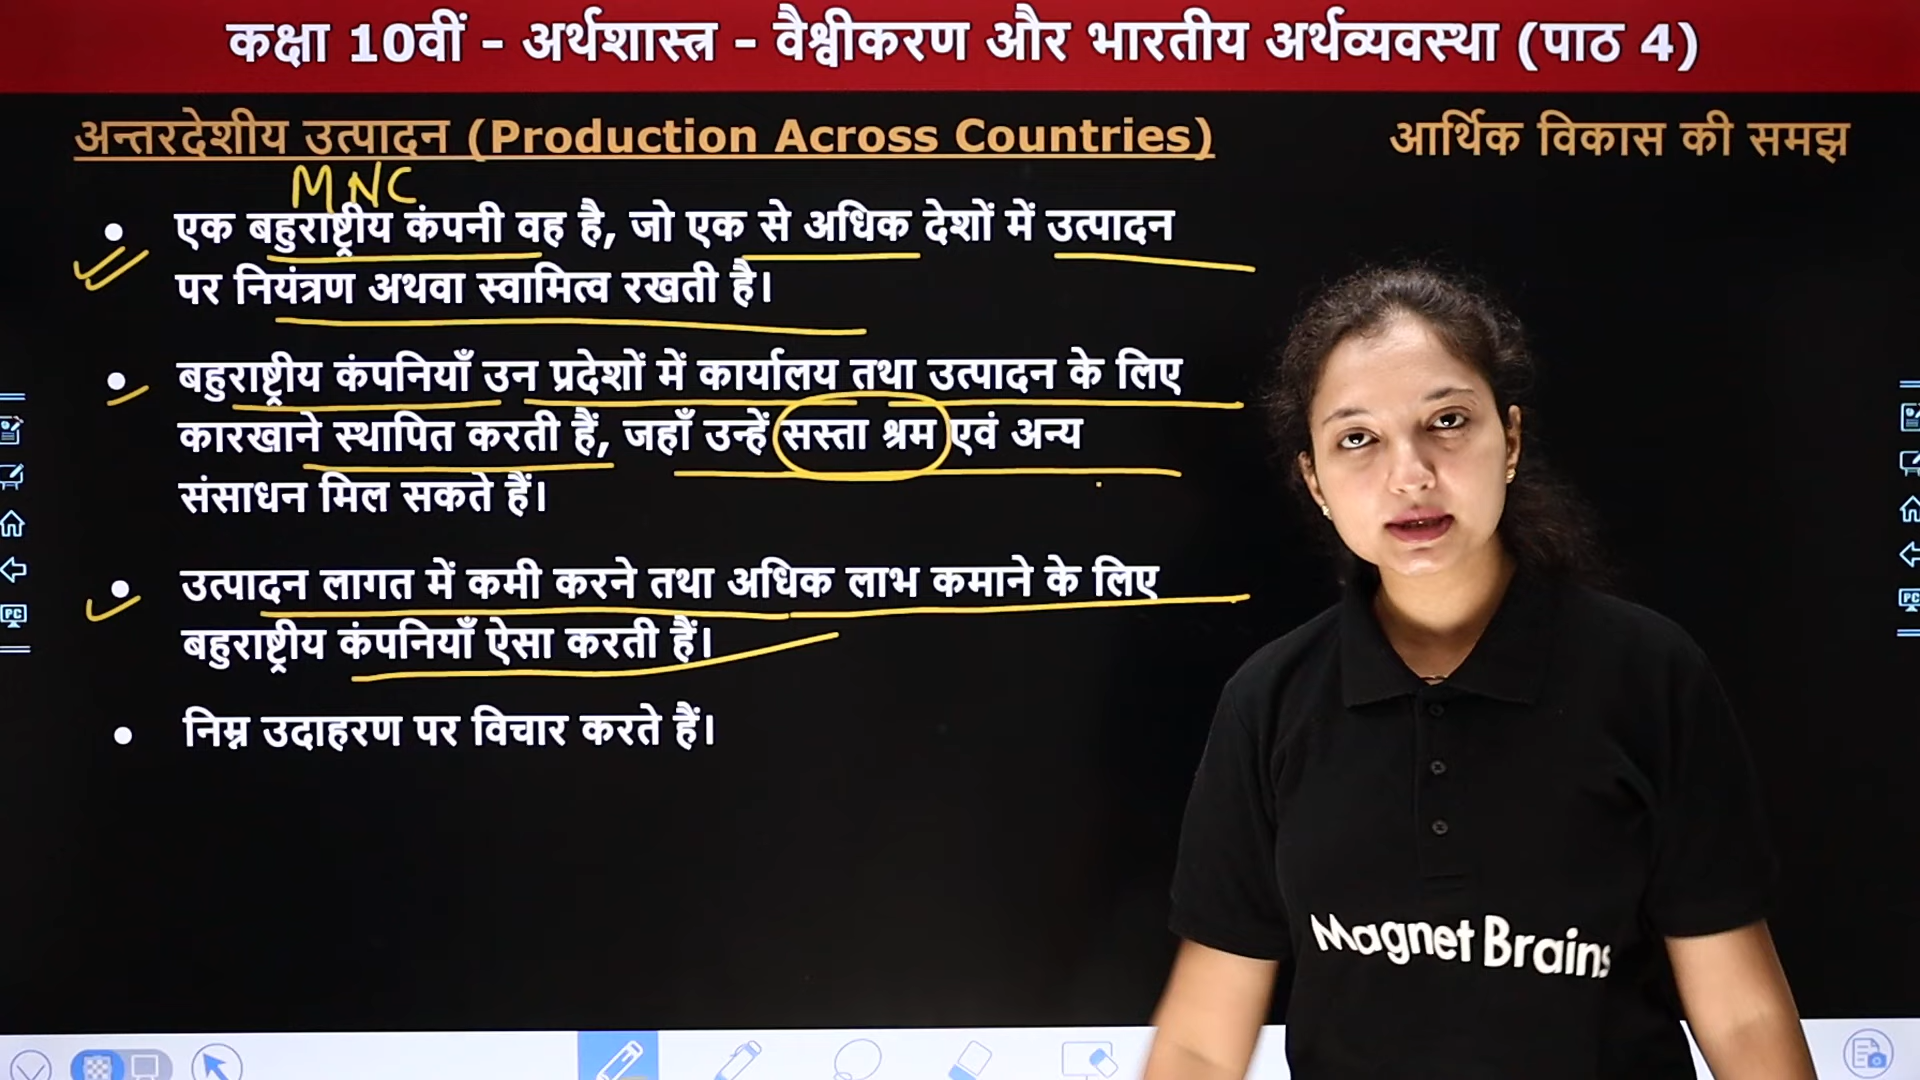 कक्षा 10वीं - अर्थशास्त्र - वैश्वीकरण और भारतीय अर्थव्यवस्था (पाठ 4)
अन्तरदेशीय उत्पादन (Production Across Countries)
आर्थिक विकास की समझ
MNC
एक बहुराष्ट्रीय कंपनी वह है, जो एक से अधिक देशों में उत्पादन
पर नियंत्रण अथवा स्वामित्व रखती है।
बहुराष्ट्रीय कंपनियाँ उन प्रदेशों में कार्यालय तथा उत्पादन के लिए
कारखाने स्थापित करती हैं, जहाँ उन्हें सस्ता श्रम एवं अन्य
संसाधन मिल सकते हैं।
उत्पादन लागत में कमी करने तथा अधिक लाभ कमाने के लिए
बहुराष्ट्रीय कंपनियाँ ऐसा करती हैं।
निम्न उदाहरण पर विचार करते हैं।
Magnet Brains
PC
PC